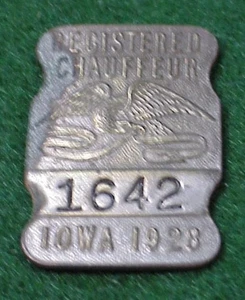 REGISTERED
CHAUFFEUR
1642
IOWA 1928